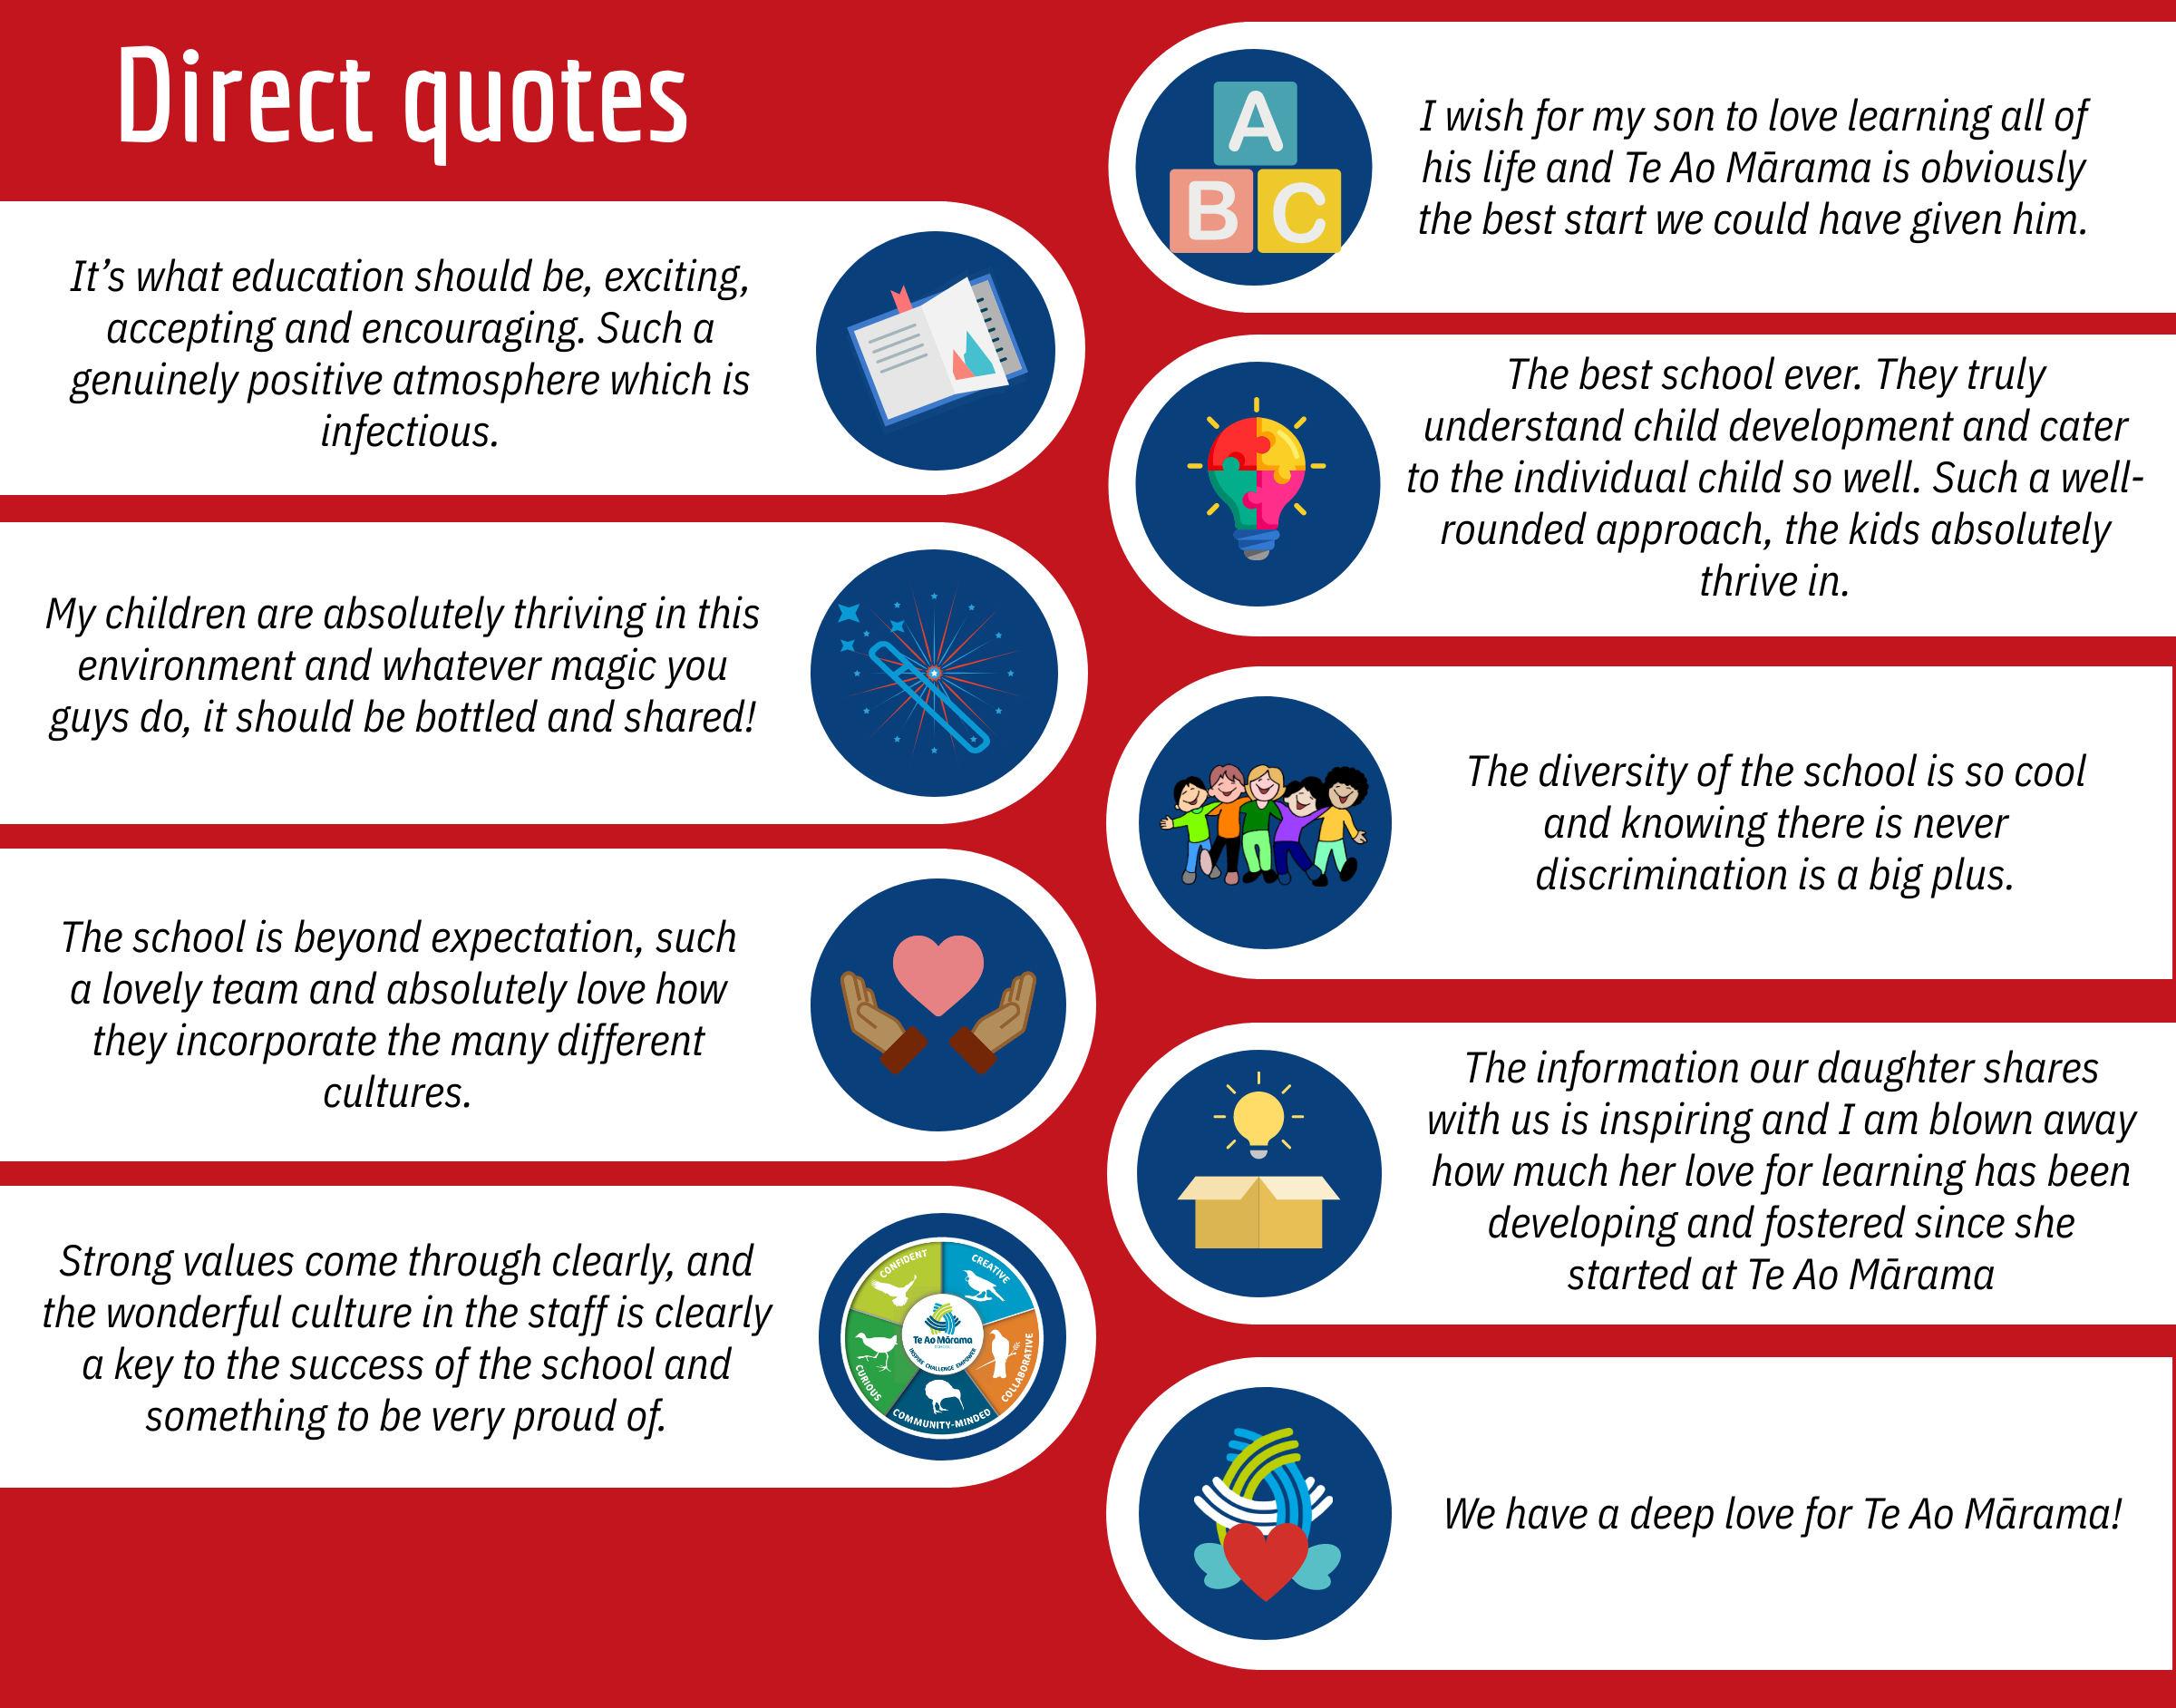 Direct quotes
It's what education should be, exciting,
accepting and encouraging. Such a
genuinely positive atmosphere which is
infectious.
My children are absolutely thriving in this
environment and whatever magic you
guys do, it should be bottled and shared!
The school is beyond expectation, such
a lovely team and absolutely love how
they incorporate the many different
cultures.
Strong values come through clearly, and
the wonderful culture in the staff is clearly
a key to the success of the school and
something to be very proud of.
CONFIDENT
CREATIVE
COLLABORATIVE
COMMUNITY-MINDED
CURIOUS
Te Ao Mārama
SCHOOL
INSPIRE CHALLENGE EMPOWER
A
B C
I wish for my son to love learning all of
his life and Te Ao Mārama is obviously
the best start we could have given him.
The best school ever. They truly
understand child development and cater
to the individual child so well. Such a well-
rounded approach, the kids absolutely
thrive in.
The diversity of the school is so cool
and knowing there is never
discrimination is a big plus.
The information our daughter shares
with us is inspiring and I am blown away
how much her love for learning has been
developing and fostered since she
started at Te Ao Mārama
We have a deep love for Te Ao Mārama!